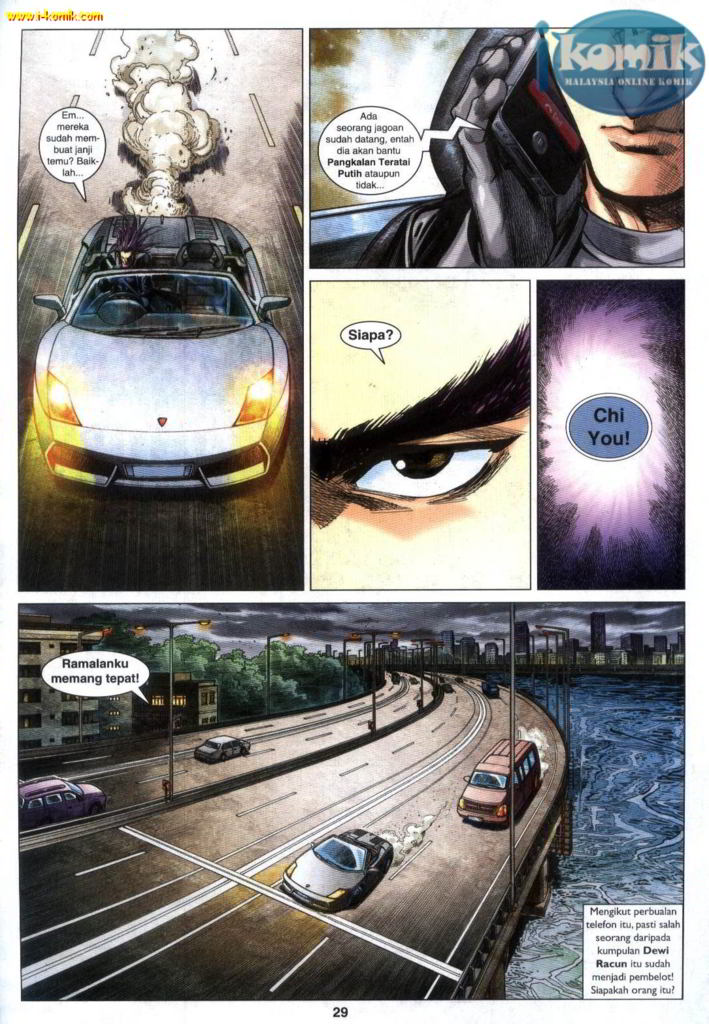 www.i-komik.com
komik
MALAYSIA ONLINE KOMIK
Em...
mereka
sudah mem-
buat janji
temu? Baik-
lah...
Ada
seorang jagoan
sudah datang, entah
dia akan bantu
Pangkalan Teratai
Putih ataupun
tidak...
Siapa?
Chi
You!
Ramalanku
memang tepat!
Mengikut perbualan
telefon itu, pasti salah
seorang daripada
kumpulan Dewi
Racun itu sudah
menjadi pembelot!
Siapakah orang itu?
29